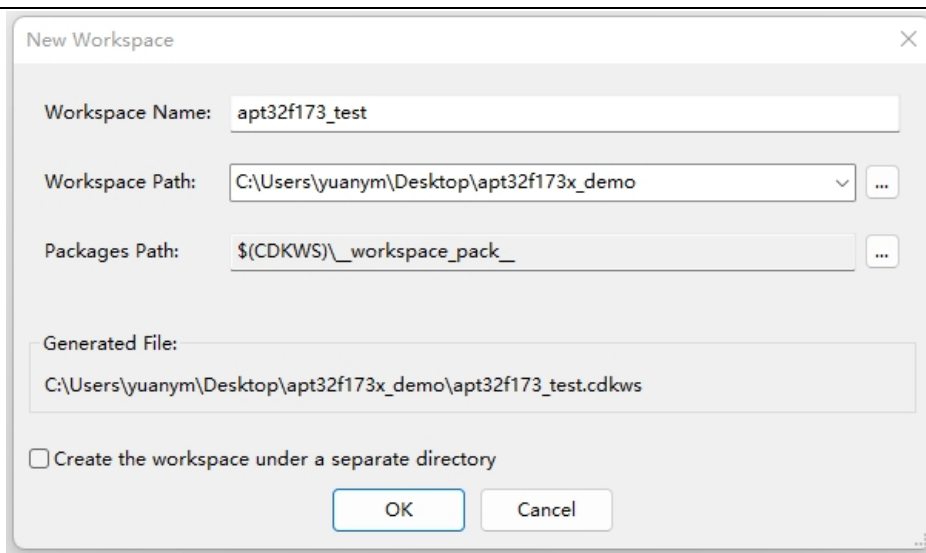 New Workspace
Workspace Name: apt32f173_test
Workspace Path: C:\Users\yuanym\Desktop\apt32f173x_demo ...
Packages Path: $(CDKWS)\__workspace_pack__ ...
Generated File:
C:\Users\yuanym\Desktop\apt32f173x_demo\apt32f173_test.cdkws
Create the workspace under a separate directory
OK Cancel